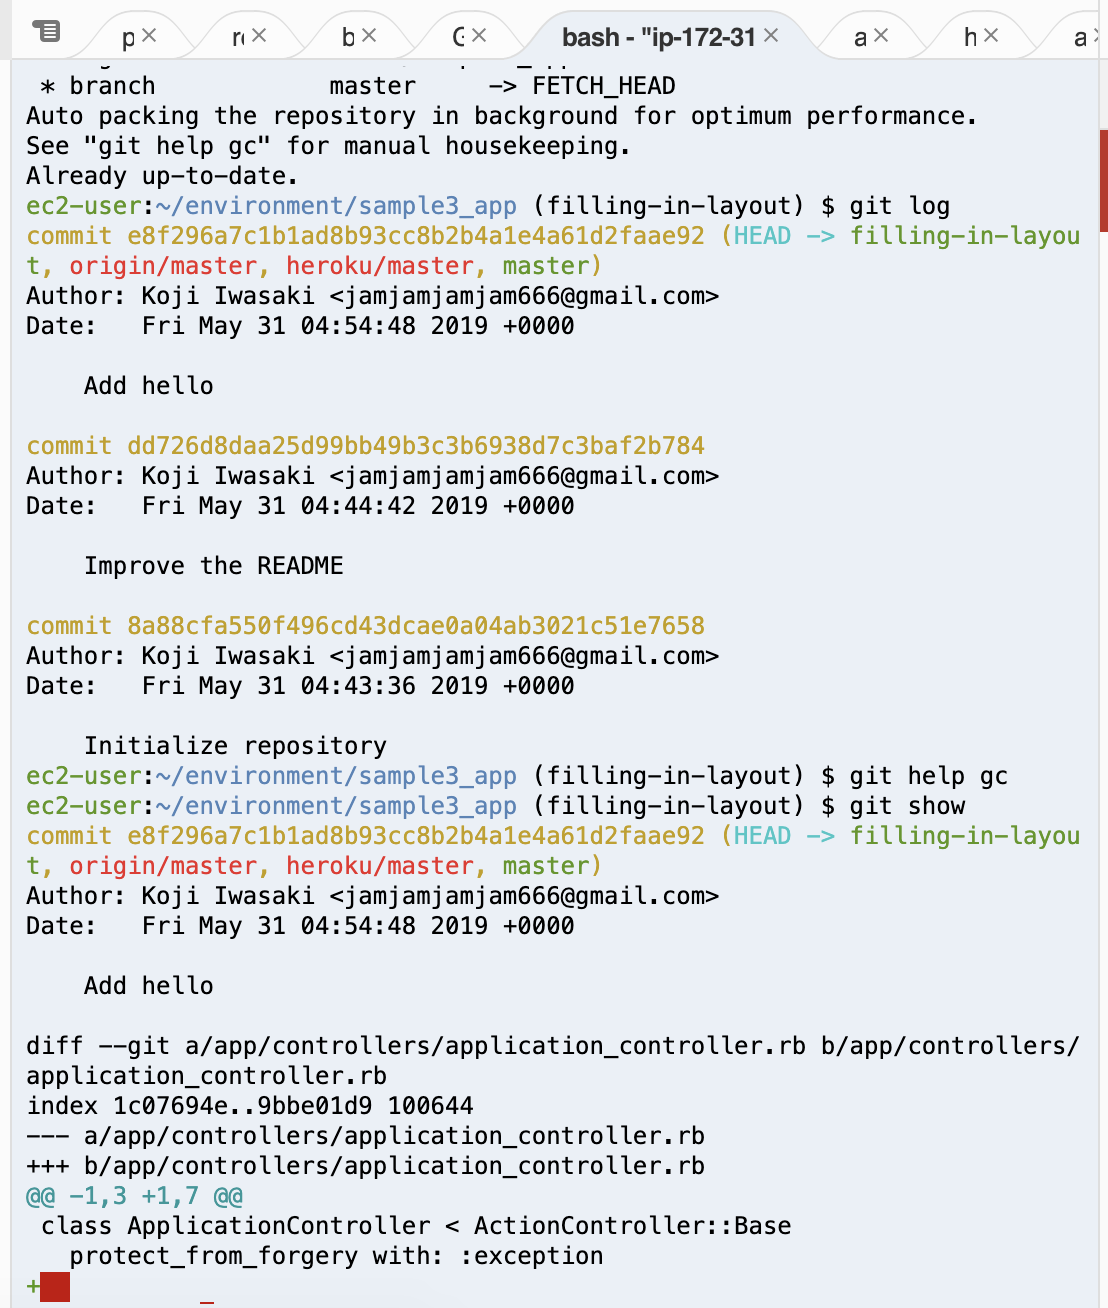 p× r× b× G× bash - "ip-172-31 × a× h× a×
* branch            master     -> FETCH_HEAD
Auto packing the repository in background for optimum performance.
See "git help gc" for manual housekeeping.
Already up-to-date.
ec2-user:~/environment/sample3_app (filling-in-layout) $ git log
commit e8f296a7c1b1ad8b93cc8b2b4a1e4a61d2faae92 (HEAD -> filling-in-layou
t, origin/master, heroku/master, master)
Author: Koji Iwasaki <jamjamjamjam666@gmail.com>
Date:   Fri May 31 04:54:48 2019 +0000
Add hello
commit dd726d8daa25d99bb49b3c3b6938d7c3baf2b784
Author: Koji Iwasaki <jamjamjamjam666@gmail.com>
Date:   Fri May 31 04:44:42 2019 +0000
Improve the README
commit 8a88cfa550f496cd43dcae0a04ab3021c51e7658
Author: Koji Iwasaki <jamjamjamjam666@gmail.com>
Date:   Fri May 31 04:43:36 2019 +0000
Initialize repository
ec2-user:~/environment/sample3_app (filling-in-layout) $ git help gc
ec2-user:~/environment/sample3_app (filling-in-layout) $ git show
commit e8f296a7c1b1ad8b93cc8b2b4a1e4a61d2faae92 (HEAD -> filling-in-layou
t, origin/master, heroku/master, master)
Author: Koji Iwasaki <jamjamjamjam666@gmail.com>
Date:   Fri May 31 04:54:48 2019 +0000
Add hello
diff --git a/app/controllers/application_controller.rb b/app/controllers/
application_controller.rb
index 1c07694e..9bbe01d9 100644
--- a/app/controllers/application_controller.rb
+++ b/app/controllers/application_controller.rb
@@ -1,3 +1,7 @@
class ApplicationController < ActionController::Base
protect_from_forgery with: :exception
+